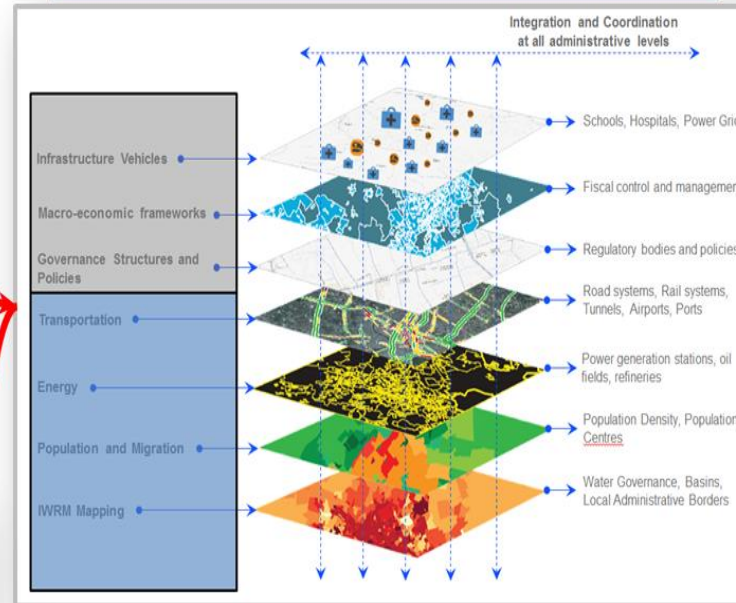 Integration and Coordination
at all administrative levels
Infrastructure Vehicles
Schools, Hospitals, Power Grid
Macro-economic frameworks
Fiscal control and management
Governance Structures and
Policies
Regulatory bodies and policies
Transportation
Road systems, Rail systems,
Tunnels, Airports, Ports
Energy
Power generation stations, oil
fields, refineries
Population and Migration
Population Density, Population
Centres
IWRM Mapping
Water Governance, Basins,
Local Administrative Borders